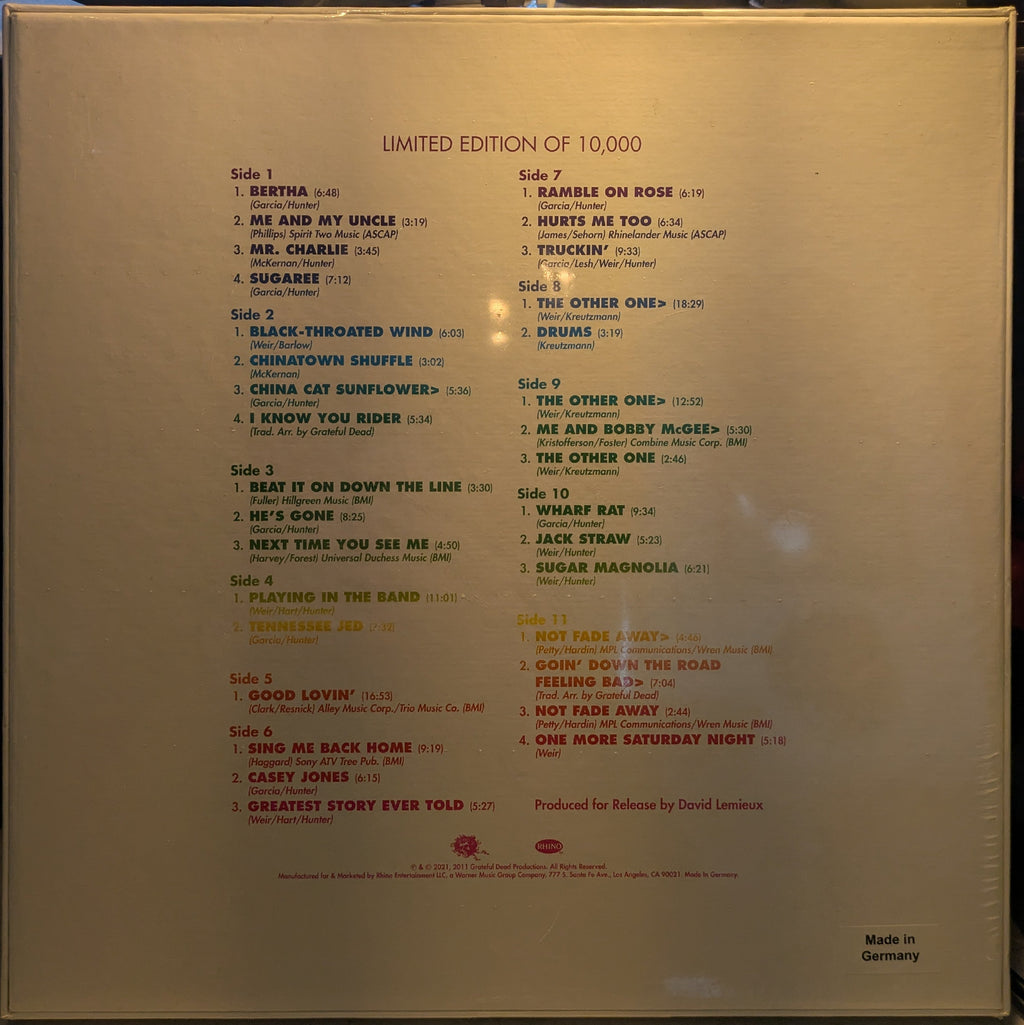 LIMITED EDITION OF 10,000
Side 1
1. BERTHA (6:48)
(Garcia/Hunter)
2. ME AND MY UNCLE (3:19)
(Phillips) Spirit Two Music (ASCAP)
3. MR. CHARLIE (3:45)
(McKernan/Hunter)
4. SUGAREE (7:12)
(Garcia/Hunter)
Side 2
1. BLACK-THROATED WIND (6:03)
(Weir/Barlow)
2. CHINATOWN SHUFFLE (3:02)
(McKernan)
3. CHINA CAT SUNFLOWER> (5:36)
(Garcia/Hunter)
4. I KNOW YOU RIDER (5:34)
(Trad. Arr. by Grateful Dead)
Side 3
1. BEAT IT ON DOWN THE LINE (3:30)
(Fuller) Hillgreen Music (BMI)
2. HE'S GONE (8:25)
(Garcia/Hunter)
3. NEXT TIME YOU SEE ME (4:50)
(Harvey/Forest) Universal Duchess Music (BMI)
Side 4
1. PLAYING IN THE BAND (11:01)
(Weir/Hart/Hunter)
2. TENNESSEE JED (7:32)
(Garcia/Hunter)
Side 5
1. GOOD LOVIN' (16:53)
(Clark/Resnick) Alley Music Corp./Trio Music Co. (BMI)
Side 6
1. SING ME BACK HOME (9:19)
(Haggard) Sony ATV Tree Pub. (BMI)
2. CASEY JONES (6:15)
(Garcia/Hunter)
3. GREATEST STORY EVER TOLD (5:27)
(Weir/Hart/Hunter)
Side 7
1. RAMBLE ON ROSE (6:19)
(Garcia/Hunter)
2. HURTS ME TOO (6:34)
(James/Sehorn) Rhinelander Music (ASCAP)
3. TRUCKIN' (9:33)
(Garcia/Lesh/Weir/Hunter)
Side 8
1. THE OTHER ONE> (18:29)
(Weir/Kreutzmann)
2. DRUMS (3:19)
(Kreutzmann)
Side 9
1. THE OTHER ONE> (12:52)
(Weir/Kreutzmann)
2. ME AND BOBBY McGEE> (5:30)
(Kristofferson/Foster) Combine Music Corp. (BMI)
3. THE OTHER ONE (2:46)
(Weir/Kreutzmann)
Side 10
1. WHARF RAT (9:34)
(Garcia/Hunter)
2. JACK STRAW (5:23)
(Weir/Hunter)
3. SUGAR MAGNOLIA (6:21)
(Weir/Hunter)
Side 11
1. NOT FADE AWAY> (4:46)
(Petty/Hardin) MPL Communications/Wren Music (BMI)
2. GOIN' DOWN THE ROAD
FEELING BAD> (7:04)
(Trad. Arr. by Grateful Dead)
3. NOT FADE AWAY (2:44)
(Petty/Hardin) MPL Communications/Wren Music (BMI)
4. ONE MORE SATURDAY NIGHT (5:18)
(Weir)
Produced for Release by David Lemieux
RHINO
℗ & © 2021, 2011 Grateful Dead Productions. All Rights Reserved.
Manufactured for & Marketed by Rhino Entertainment LLC, a Warner Music Group Company. 777 S. Santa Fe Ave., Los Angeles, CA 90021. Made In Germany.
Made in
Germany